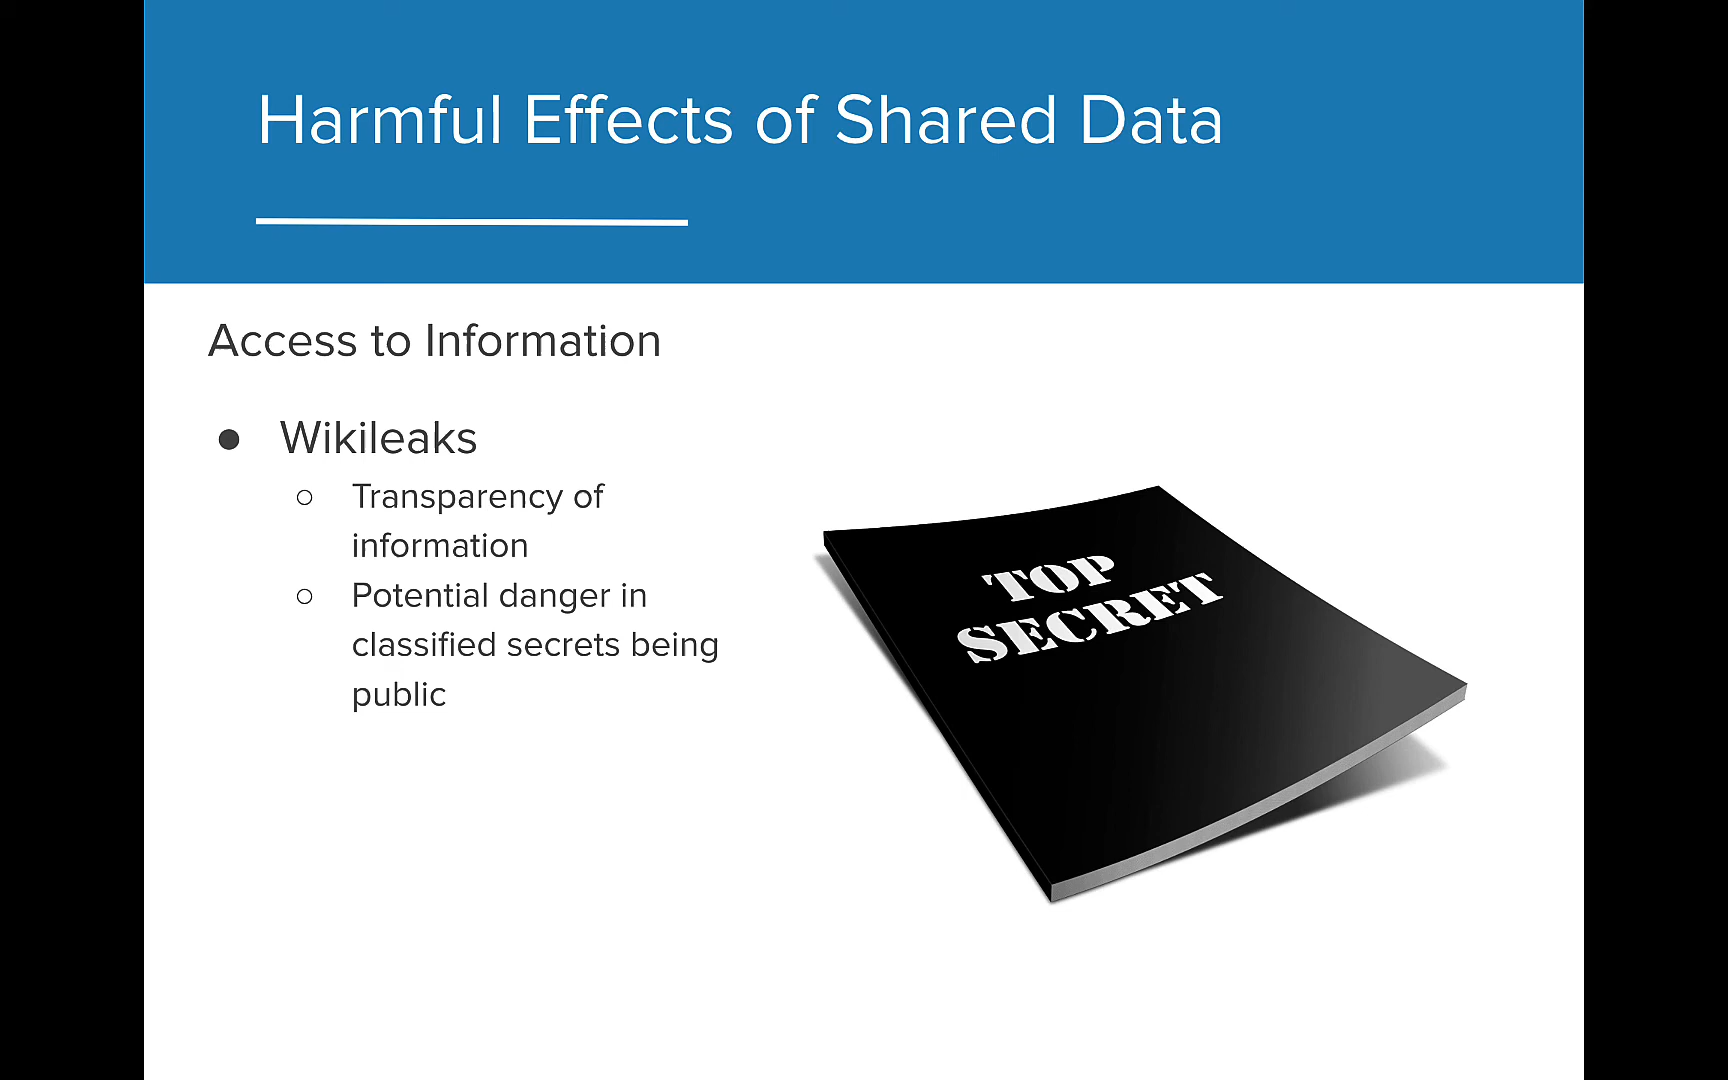 Harmful Effects of Shared Data
Access to Information
● Wikileaks
○ Transparency of
information
○ Potential danger in
classified secrets being
public
TOP
SECRET